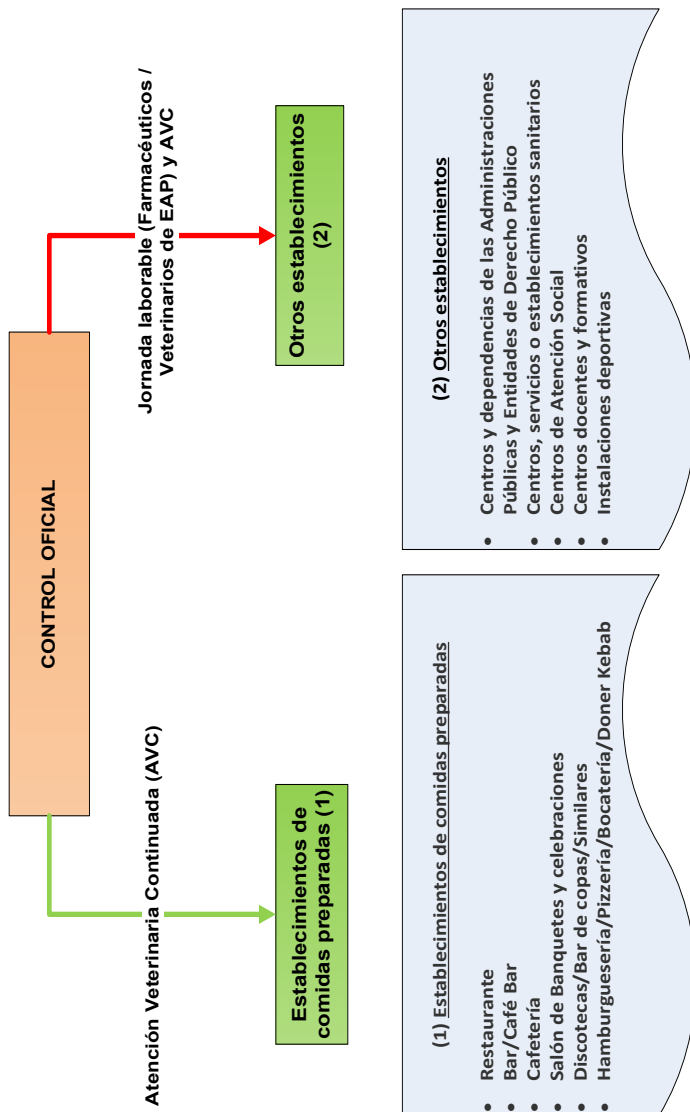 CONTROL OFICIAL
Atención Veterinaria Continuada (AVC)
Jornada laborable (Farmacéuticos /
Veterinarios de EAP) y AVC
Establecimientos de
comidas preparadas (1)
Otros establecimientos
(2)
(1) Establecimientos de comidas preparadas
• Restaurante
• Bar/Café Bar
• Cafetería
• Salón de Banquetes y celebraciones
• Discotecas/Bar de copas/Similares
• Hamburguesería/Pizzería/Bocatería/Doner Kebab
(2) Otros establecimientos
• Centros y dependencias de las Administraciones
Públicas y Entidades de Derecho Público
• Centros, servicios o establecimientos sanitarios
• Centros de Atención Social
• Centros docentes y formativos
• Instalaciones deportivas